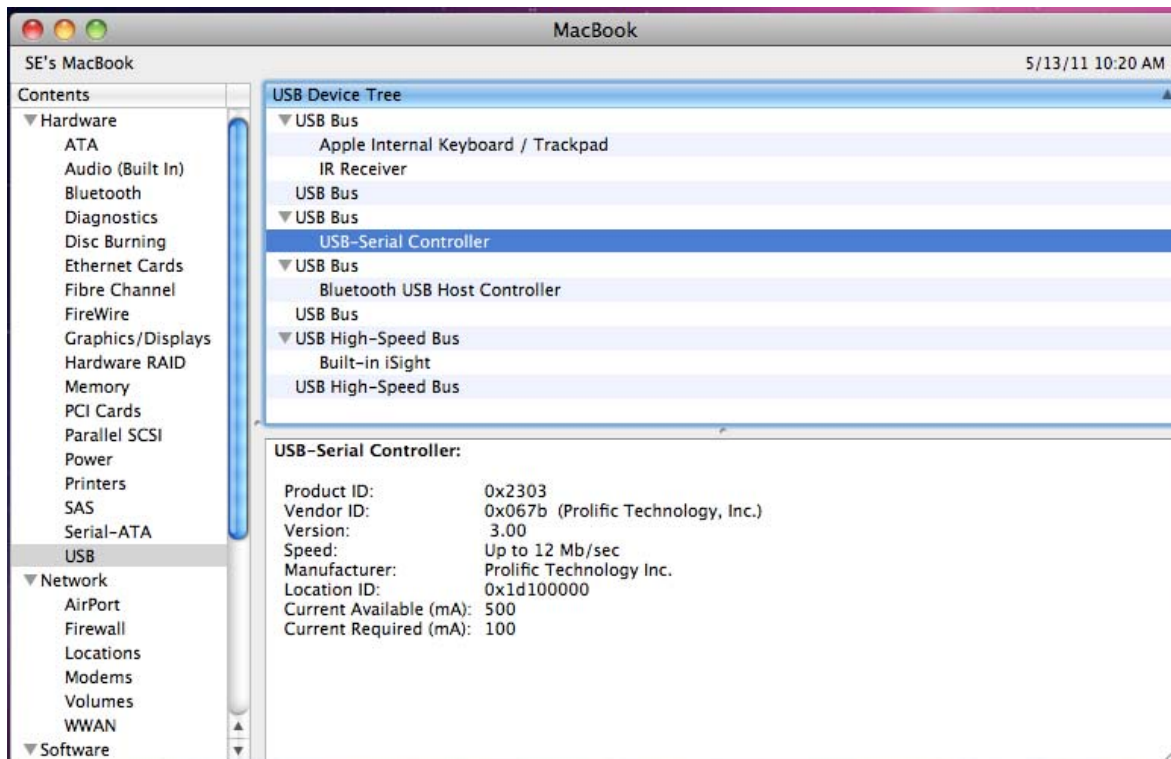 MacBook
SE's MacBook
5/13/11 10:20 AM
Contents
Hardware
ATA
Audio (Built In)
Bluetooth
Diagnostics
Disc Burning
Ethernet Cards
Fibre Channel
FireWire
Graphics/Displays
Hardware RAID
Memory
PCI Cards
Parallel SCSI
Power
Printers
SAS
Serial-ATA
USB
Network
AirPort
Firewall
Locations
Modems
Volumes
WWAN
Software
USB Device Tree
USB Bus
Apple Internal Keyboard / Trackpad
IR Receiver
USB Bus
USB Bus
USB-Serial Controller
USB Bus
Bluetooth USB Host Controller
USB Bus
USB High-Speed Bus
Built-in iSight
USB High-Speed Bus
USB-Serial Controller:
Product ID: 0x2303
Vendor ID: 0x067b (Prolific Technology, Inc.)
Version: 3.00
Speed: Up to 12 Mb/sec
Manufacturer: Prolific Technology Inc.
Location ID: 0x1d100000
Current Available (mA): 500
Current Required (mA): 100